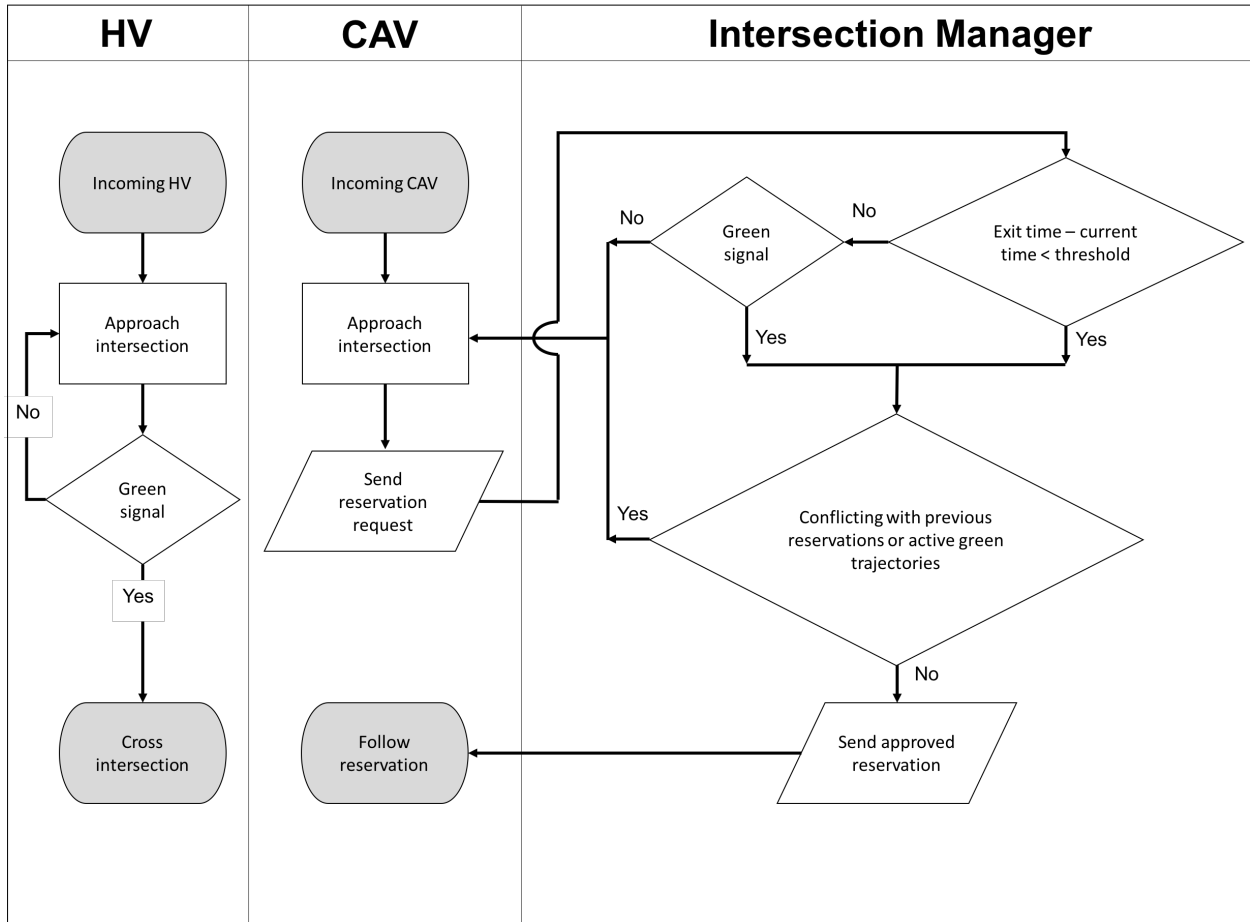 HV
CAV
Intersection Manager
Incoming HV
Approach
intersection
No
Green
signal
Yes
Cross
intersection
Incoming CAV
Approach
intersection
Send
reservation
request
Follow
reservation
Exit time – current
time < threshold
No
Yes
Green
signal
No
Yes
Conflicting with previous
reservations or active green
trajectories
Yes
No
Send approved
reservation